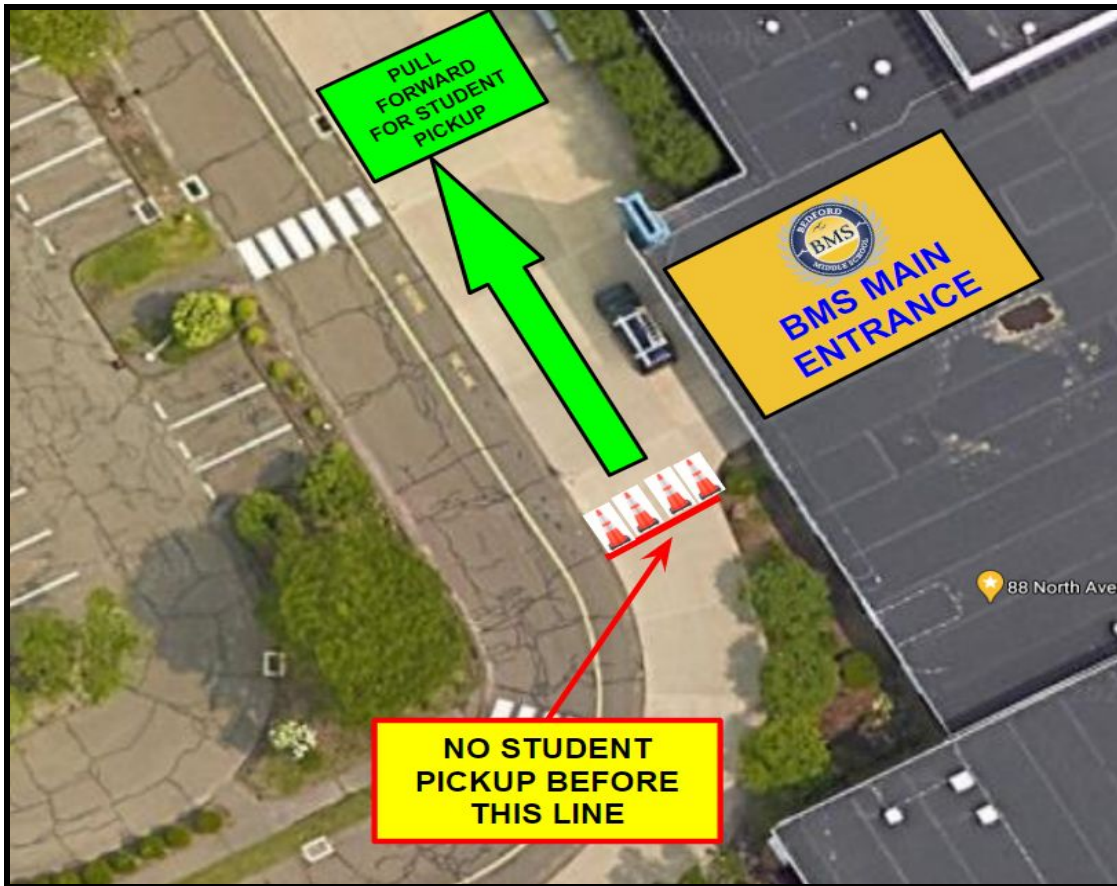 PULL
FORWARD
FOR STUDENT
PICKUP
BEDFORD
BMS
MIDDLE SCHOOL
BMS MAIN
ENTRANCE
88 North Ave
NO STUDENT
PICKUP BEFORE
THIS LINE